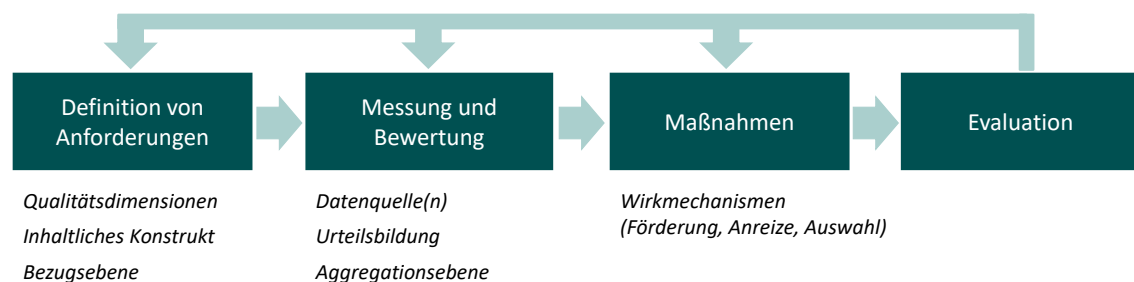 Definition von
Anforderungen
Messung und
Bewertung
Maßnahmen
Evaluation
Qualitätsdimensionen
Inhaltliches Konstrukt
Bezugsebene
Datenquelle(n)
Urteilsbildung
Aggregationsebene
Wirkmechanismen
(Förderung, Anreize, Auswahl)